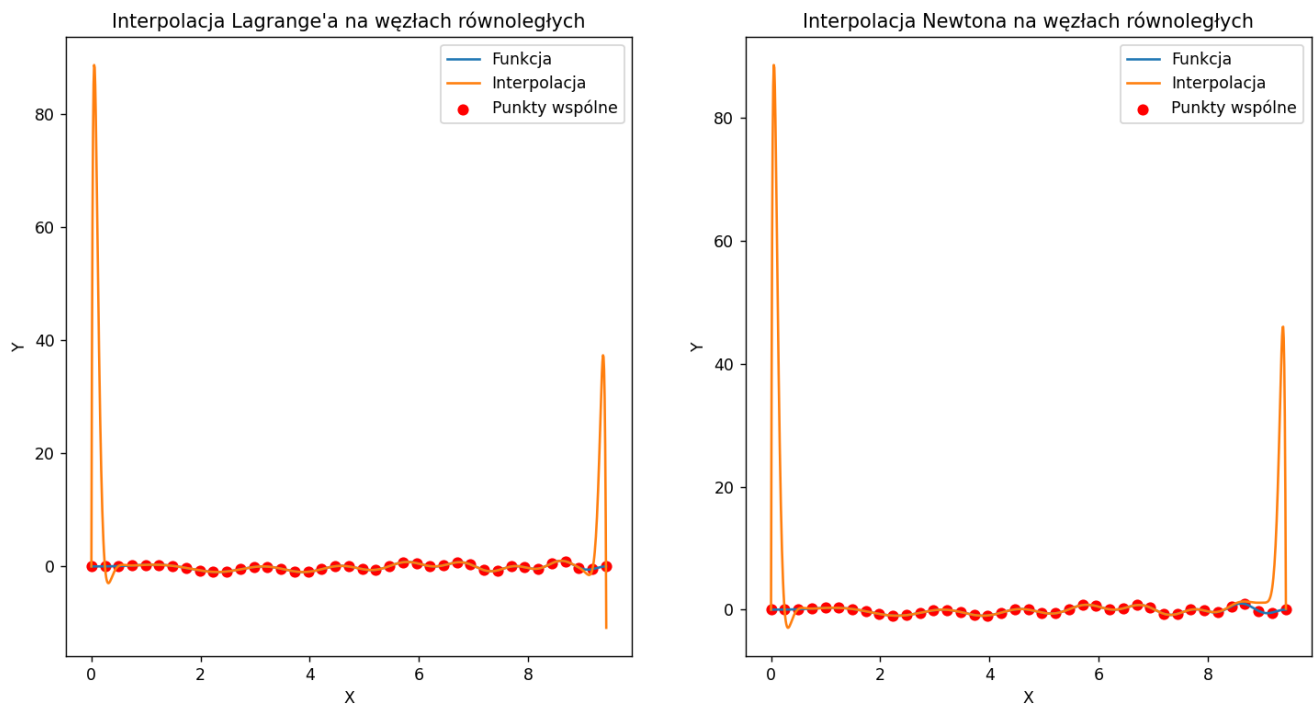 Interpolacja Lagrange'a na węzłach równoległych
Funkcja
Interpolacja
Punkty wspólne
80
60
40
20
0
Y
0
2
4
6
8
X
Interpolacja Newtona na węzłach równoległych
Funkcja
Interpolacja
Punkty wspólne
80
60
40
20
0
Y
0
2
4
6
8
X